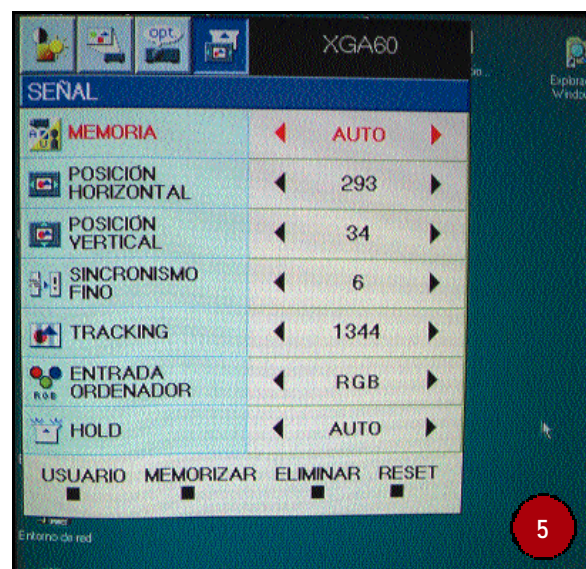 opt.
XGA60
SEÑAL
MEMORIA AUTO
POSICIÓN
HORIZONTAL 293
POSICIÓN
VERTICAL 34
SINCRONISMO
FINO 6
TRACKING 1344
ENTRADA
ORDENADOR RGB
RGB
HOLD AUTO
USUARIO MEMORIZAR ELIMINAR RESET
Entorno de red
5